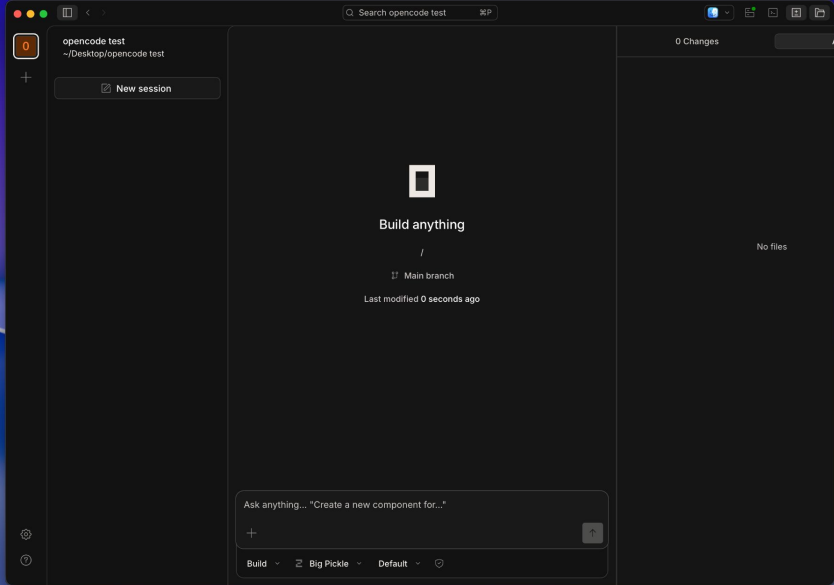 Search opencode test ⌘P
0
opencode test
~/Desktop/opencode test
New session
Build anything
/
Main branch
Last modified 0 seconds ago
0 Changes
No files
Ask anything... "Create a new component for..."
Build Big Pickle Default